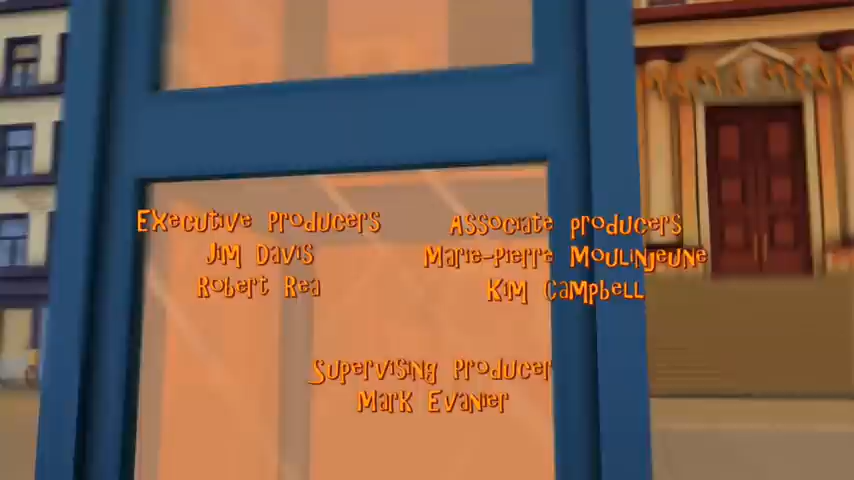 Executive Producers
Jim Davis
Robert Rea
Associate producers
Marie-Pierre Moulinjeune
Kim Campbell
Supervising Producer
Mark Evanier